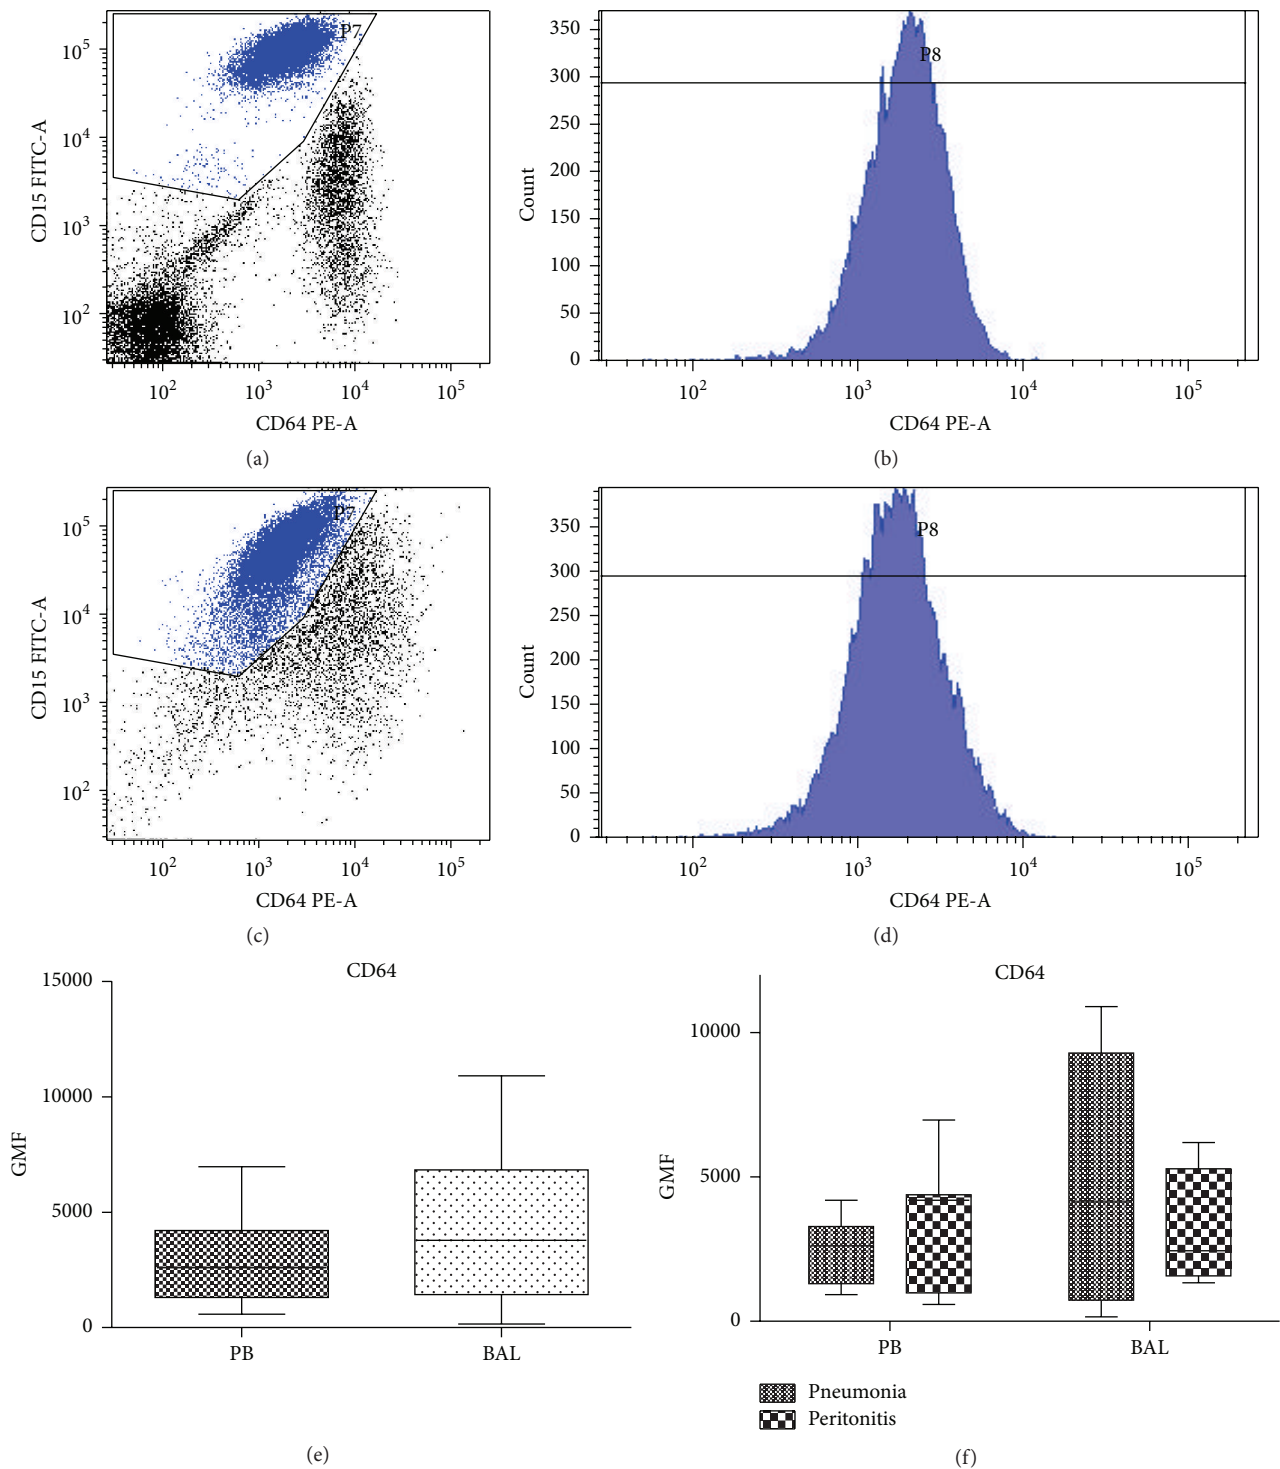 P7
CD15 FITC-A
10^5
10^4
10^3
10^2
10^2 10^3 10^4 10^5
CD64 PE-A
(a)
P8
Count
350
300
250
200
150
100
50
0
10^2 10^3 10^4 10^5
CD64 PE-A
(b)
P7
CD15 FITC-A
10^5
10^4
10^3
10^2
10^2 10^3 10^4 10^5
CD64 PE-A
(c)
P8
Count
350
300
250
200
150
100
50
0
10^2 10^3 10^4 10^5
CD64 PE-A
(d)
CD64
GMF
15000
10000
5000
0
PB BAL
(e)
CD64
GMF
10000
5000
0
PB BAL
Pneumonia
Peritonitis
(f)